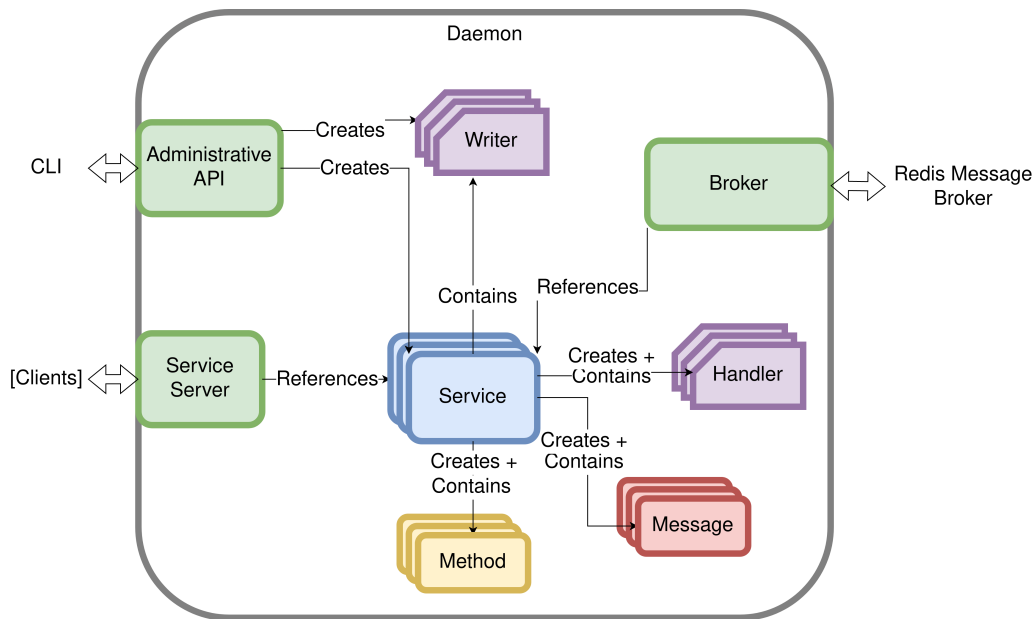 Daemon
Creates
Writer
Administrative
API
CLI
Creates
Broker
Redis Message
Broker
References
Contains
Service
Server
[Clients]
References
Service
Creates +
Contains
Handler
Creates +
Contains
Creates +
Contains
Message
Method